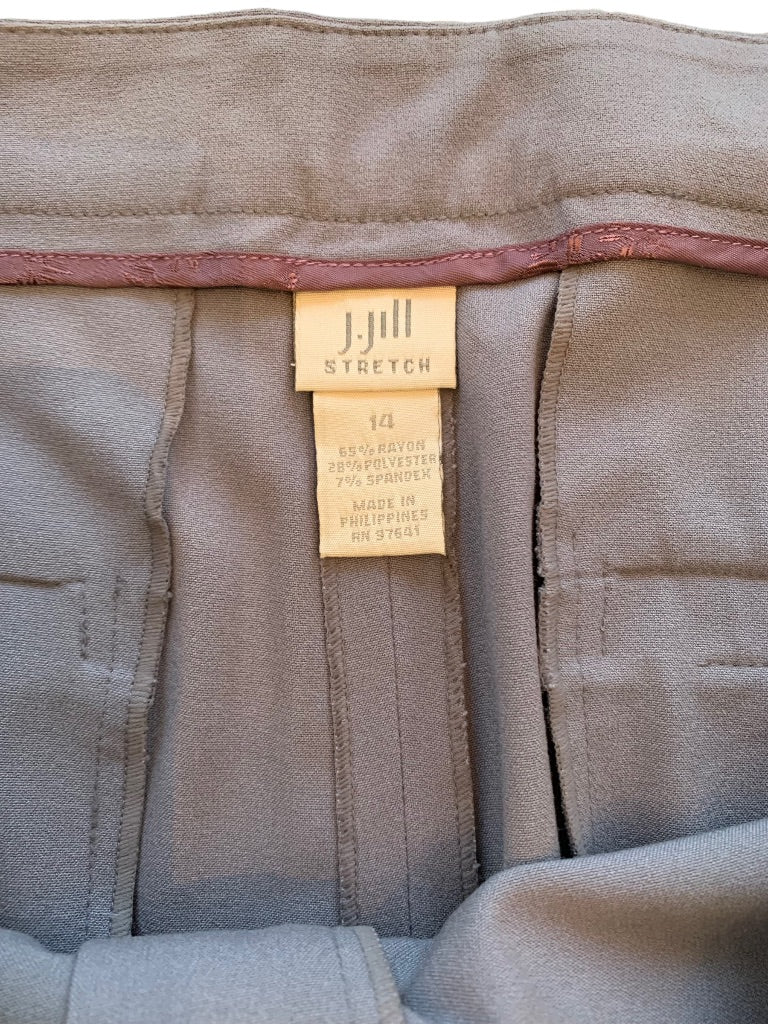 J.Jill
STRETCH
14
65% RAYON
28% POLYESTER
7% SPANDEX
MADE IN
PHILIPPINES
RN 97641